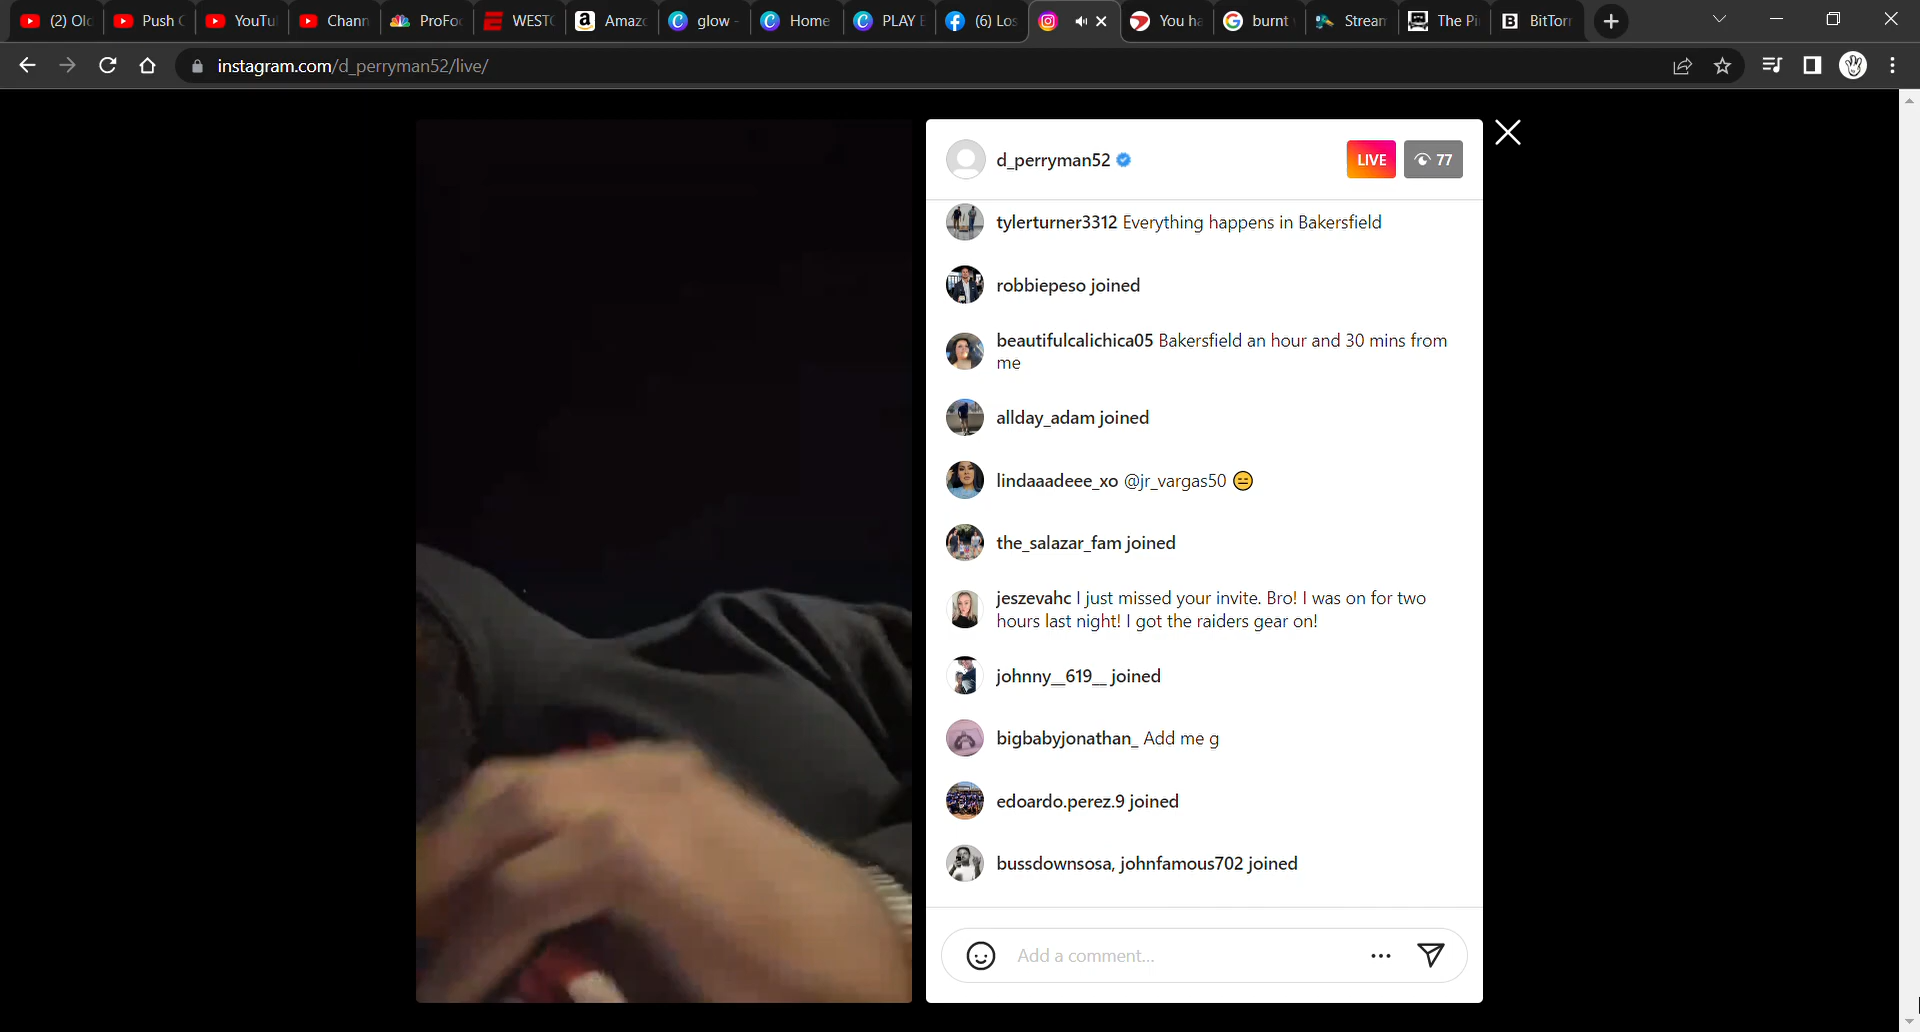 (2) Old
Push
YouTu
Chann
ProFo
WEST
Amaz
glow -
Home
PLAY
(6) Los
You ha
burnt
Stream
The Pi
BitTorr
instagram.com/d_perryman52/live/
d_perryman52
LIVE
77
tylerturner3312 Everything happens in Bakersfield
robbiepeso joined
beautifulcalichica05 Bakersfield an hour and 30 mins from
me
allday_adam joined
lindaaadeee_xo @jr_vargas50 😑
the_salazar_fam joined
jeszevahc I just missed your invite. Bro! I was on for two
hours last night! I got the raiders gear on!
johnny__619__ joined
bigbabyjonathan_ Add me g
edoardo.perez.9 joined
bussdownsosa, johnfamous702 joined
Add a comment...